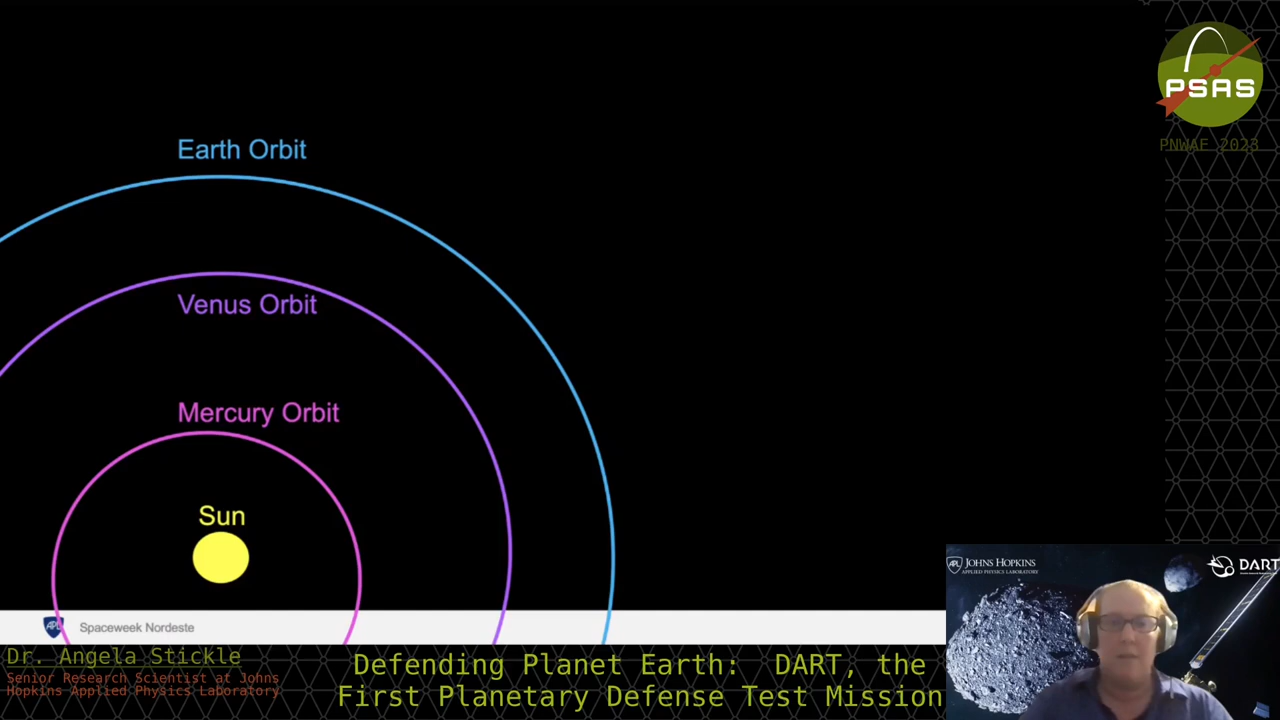 PSAS
PNWAF 2023
Earth Orbit
Venus Orbit
Mercury Orbit
Sun
APL
Spaceweek Nordeste
JOHNS HOPKINS
APPLIED PHYSICS LABORATORY
DART
Dr. Angela Stickle
Senior Research Scientist at Johns
Hopkins Applied Physics Laboratory
Defending Planet Earth: DART, the
First Planetary Defense Test Mission